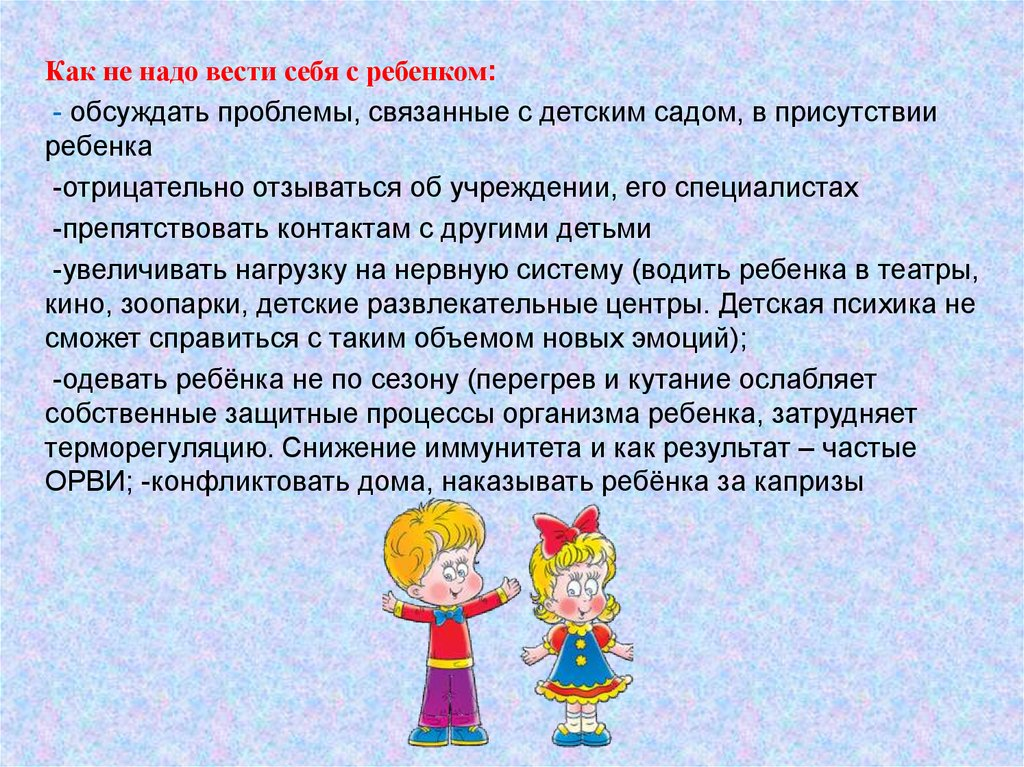 Как не надо вести себя с ребенком:
- обсуждать проблемы, связанные с детским садом, в присутствии
ребенка
-отрицательно отзываться об учреждении, его специалистах
-препятствовать контактам с другими детьми
-увеличивать нагрузку на нервную систему (водить ребенка в театры,
кино, зоопарки, детские развлекательные центры. Детская психика не
сможет справиться с таким объемом новых эмоций);
-одевать ребёнка не по сезону (перегрев и кутание ослабляет
собственные защитные процессы организма ребенка, затрудняет
терморегуляцию. Снижение иммунитета и как результат – частые
ОРВИ; -конфликтовать дома, наказывать ребёнка за капризы